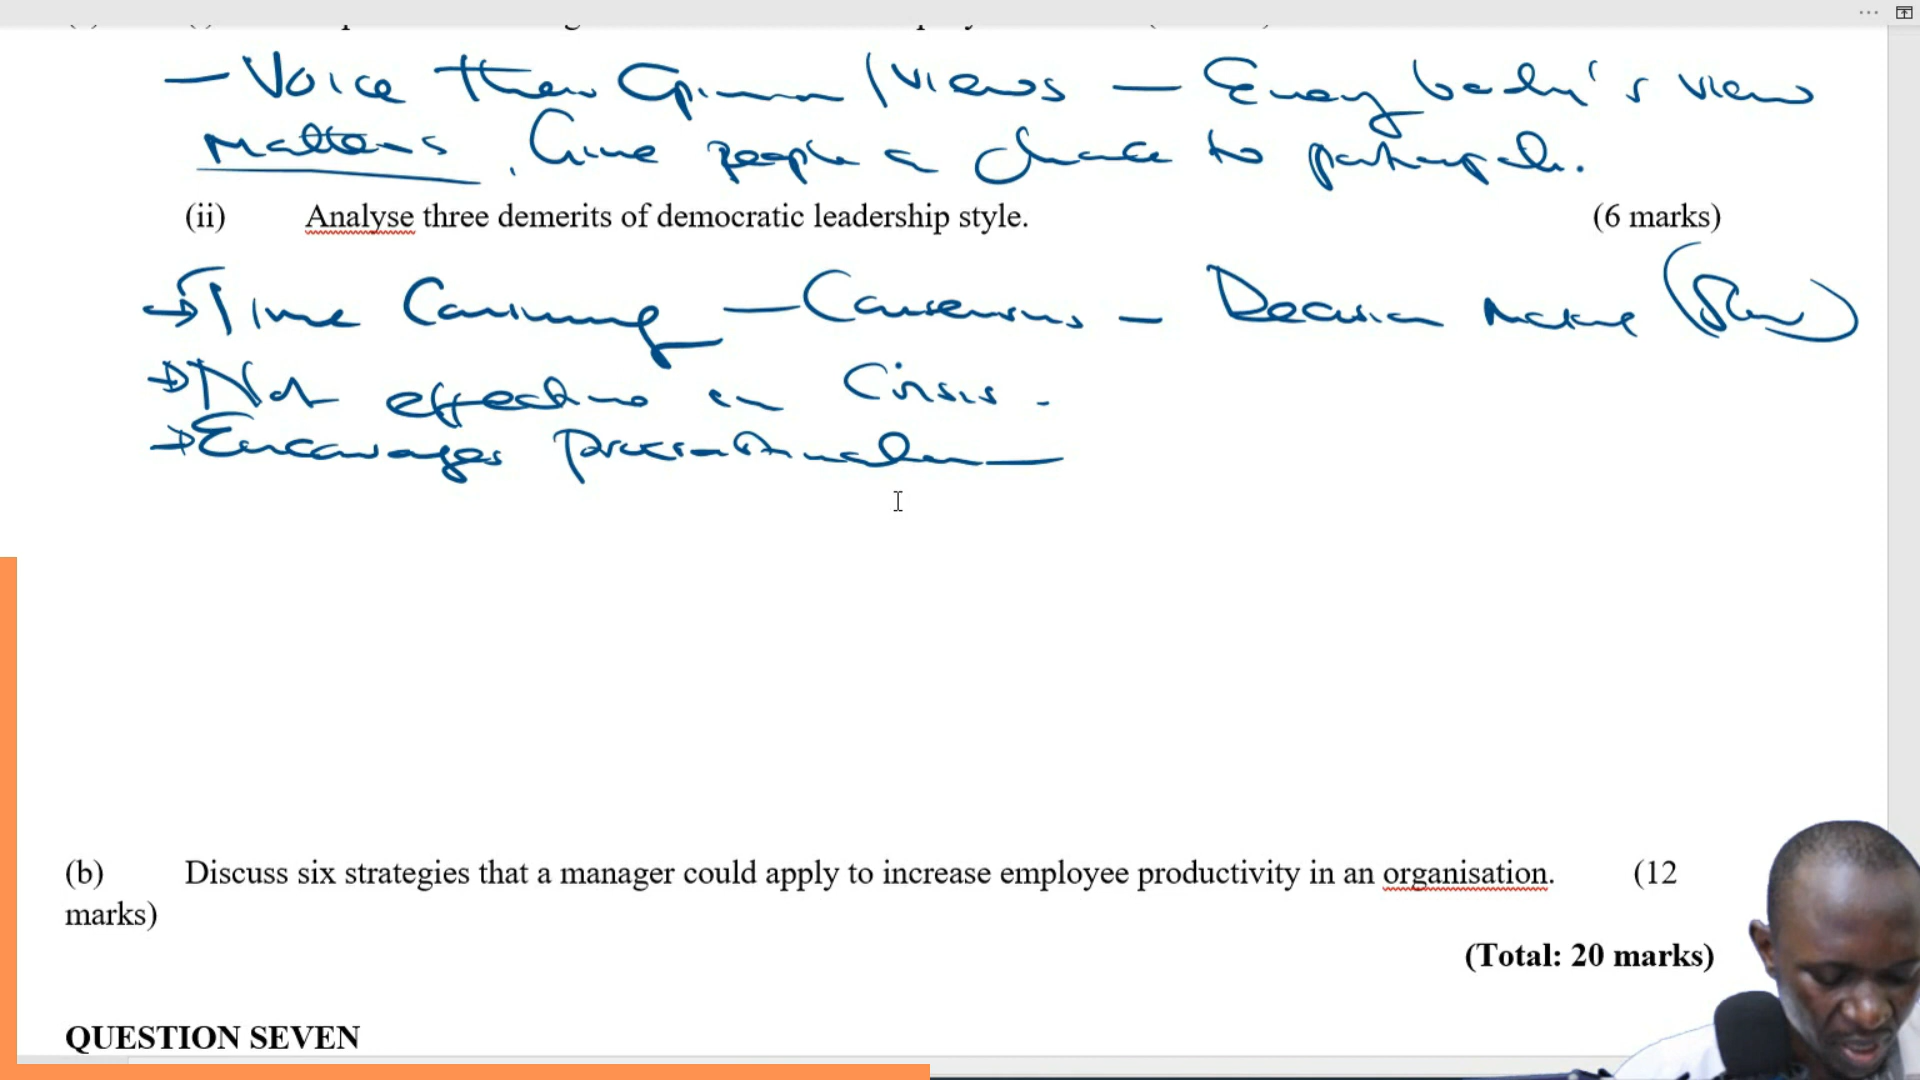 — Voice their Opinion / views — Every body's view
matters. Give people a chance to participate.
(ii) Analyse three demerits of democratic leadership style. (6 marks)
→ Time Consuming — Consensus — Decision Making (Slow)
→ Not effective in Crisis.
→ Encourages procrastination
(b) Discuss six strategies that a manager could apply to increase employee productivity in an organisation. (12
marks)
(Total: 20 marks)
QUESTION SEVEN